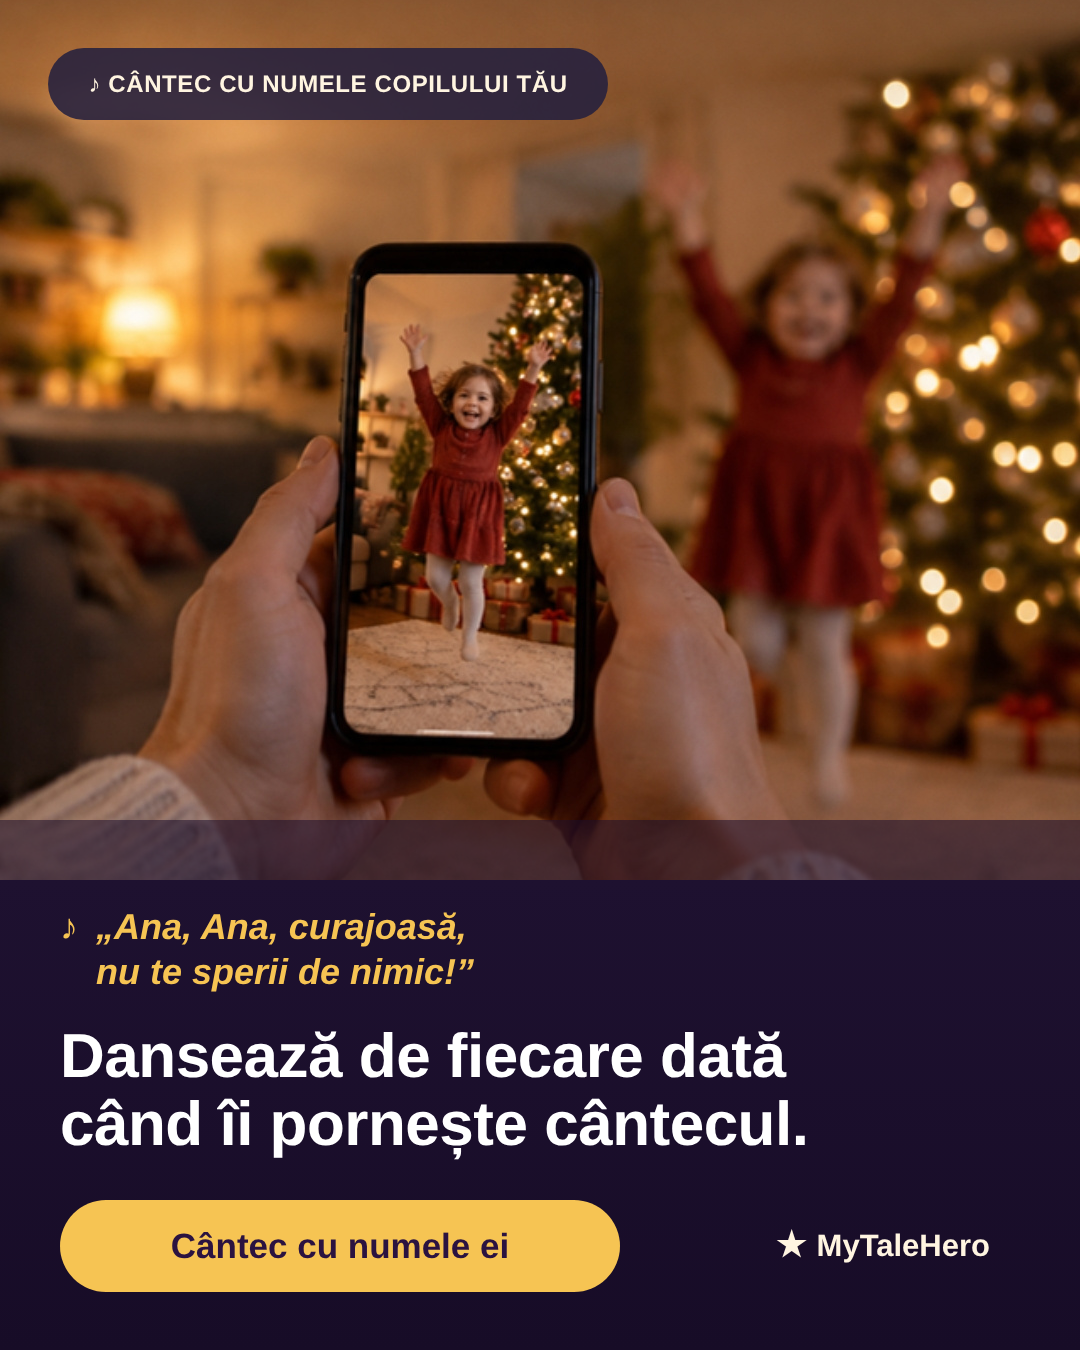 ♪ CÂNTEC CU NUMELE COPILULUI TĂU
♪ „Ana, Ana, curajoasă,
nu te sperii de nimic!”
Dansează de fiecare dată
când îi pornește cântecul.
Cântec cu numele ei
★ MyTaleHero